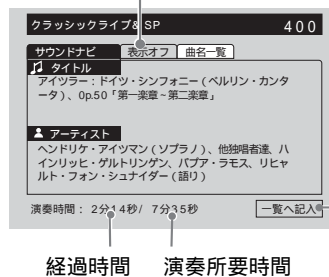 クラッシックライブ& SP 400
サウンドナビ 表示オフ 曲名一覧
タイトル
アイツラー：ドイツ・シンフォニー（ベルリン・カンタ
ータ）、Op.50「第一楽章~第二楽章」
アーティスト
ヘンドリケ・アイツマン（ソプラノ）、他独唱者達、ハ
インリッヒ・ゲルトリンゲン、パプア・ラモス、リヒャ
ルト・フォン・シュナイダー（語り）
演奏時間： 2分14秒/ 7分35秒 一覧へ記入
経過時間 演奏所要時間